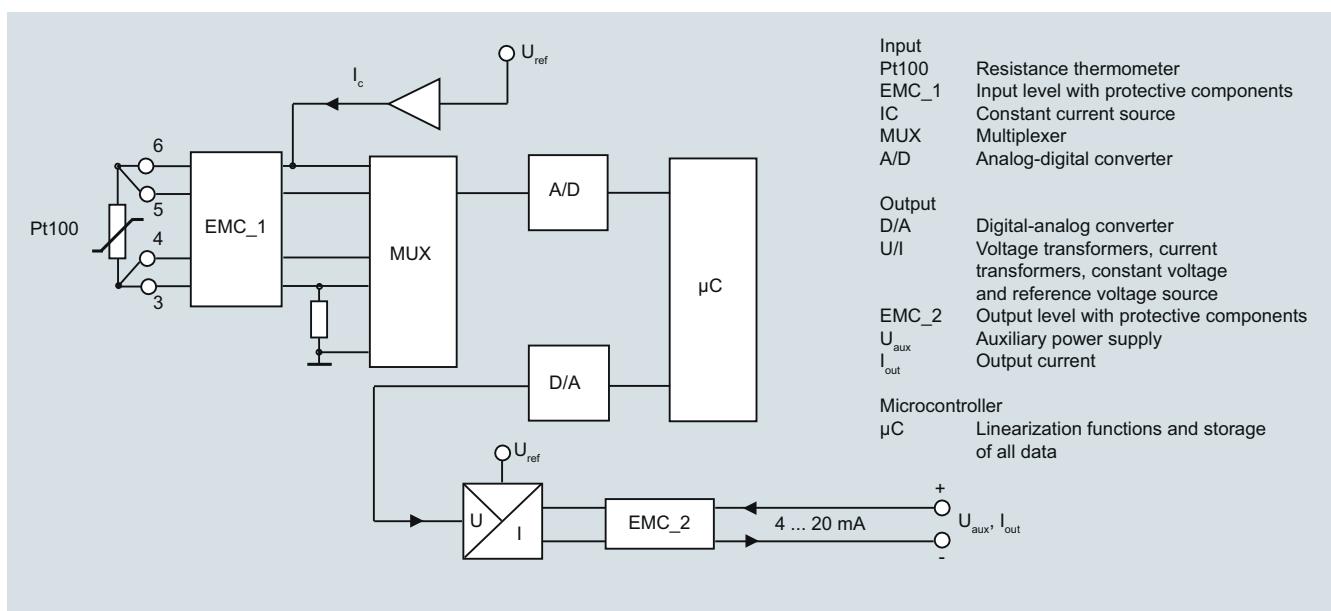 U_ref
I_c
6
5
Pt100
4
3
EMC_1
MUX
A/D
µC
D/A
U_ref
U
I
EMC_2
4 ... 20 mA
+
U_aux, I_out
-
Input
Pt100 Resistance thermometer
EMC_1 Input level with protective components
IC Constant current source
MUX Multiplexer
A/D Analog-digital converter
Output
D/A Digital-analog converter
U/I Voltage transformers, current
transformers, constant voltage
and reference voltage source
EMC_2 Output level with protective components
U_aux Auxiliary power supply
I_out Output current
Microcontroller
µC Linearization functions and storage
of all data